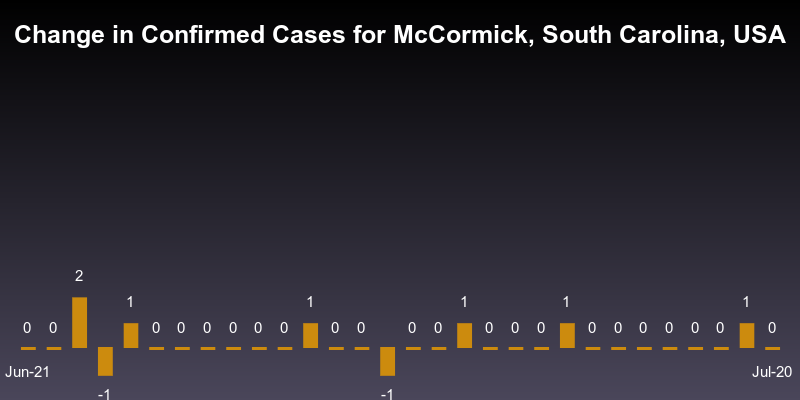 Change in Confirmed Cases for McCormick, South Carolina, USA
2
1 1 1 1 1
0 0 0 0 0 0 0 0 0 0 0 0 0 0 0 0 0 0 0 0 0 0
Jun-21 Jul-20
-1 -1